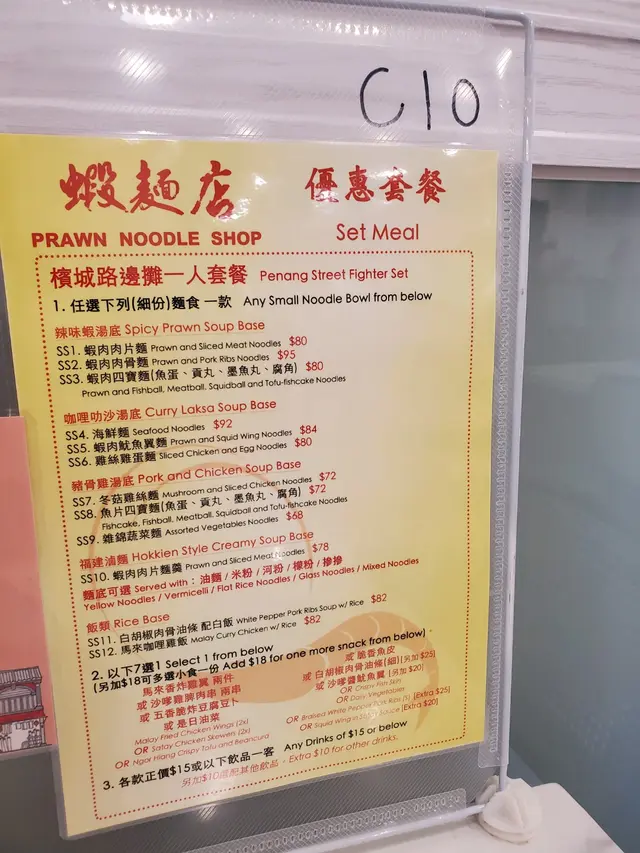 C10
蝦麵店 優惠套餐
PRAWN NOODLE SHOP Set Meal
檳城路邊攤一人套餐 Penang Street Fighter Set
1. 任選下列(細份)麵食 一款 Any Small Noodle Bowl from below
辣味蝦湯底 Spicy Prawn Soup Base
SS1. 蝦肉肉片麵 Prawn and Sliced Meat Noodles $80
SS2. 蝦肉肉骨麵 Prawn and Pork Ribs Noodles $95
SS3. 蝦肉四寶麵(魚蛋、貢丸、墨魚丸、腐角) $80
Prawn and Fishball, Meatball, Squidball and Tofu-fishcake Noodles
咖哩叻沙湯底 Curry Laksa Soup Base
SS4. 海鮮麵 Seafood Noodles $92
SS5. 蝦肉魷魚翼麵 Prawn and Squid Wing Noodles $84
SS6. 雞絲雞蛋麵 Sliced Chicken and Egg Noodles $80
豬骨雞湯底 Pork and Chicken Soup Base
SS7. 冬菇雞絲麵 Mushroom and Sliced Chicken Noodles $72
SS8. 魚片四寶麵(魚蛋、貢丸、墨魚丸、腐角) $72
Fishcake, Fishball, Meatball, Squidball and Tofu-fishcake Noodles
SS9. 雜錦蔬菜麵 Assorted Vegetables Noodles $68
福建滷麵 Hokkien Style Creamy Soup Base
SS10. 蝦肉肉片麵羹 Prawn and Sliced Meat Noodles $78
麵底可選 Served with : 油麵 / 米粉 / 河粉 / 檬粉 / 摻摻
Yellow Noodles / Vermicelli / Flat Rice Noodles / Glass Noodles / Mixed Noodles
飯類 Rice Base
SS11. 白胡椒肉骨油條 配白飯 White Pepper Pork Ribs Soup w/ Rice $82
SS12. 馬來咖哩雞飯 Malay Curry Chicken w/ Rice $82
2. 以下7選1 Select 1 from below
(另加$18可多選小食一份 Add $18 for one more snack from below)
馬來香炸雞翼 兩件 或 脆香魚皮
或 沙嗲雞脾肉串 兩串 或 白胡椒肉骨油條(細)[另加$25]
或 五香脆炸豆腐豆卜 或 沙嗲醬魷魚翼 [另加$20]
或 是日油菜 OR Crispy Fish Skin
Malay Fried Chicken Wings (2x) OR Daily Vegetables
OR Satay Chicken Skewers (2x) OR Braised White Pepper Pork Ribs (S) [Extra $25]
OR Ngoi Hiang Crispy Tofu and Beancurd OR Squid Wing in Satay Sauce [Extra $20]
3. 各款正價$15或以下飲品一客 Any Drinks of $15 or below
另加$10選配其他飲品 - Extra $10 for other drinks.